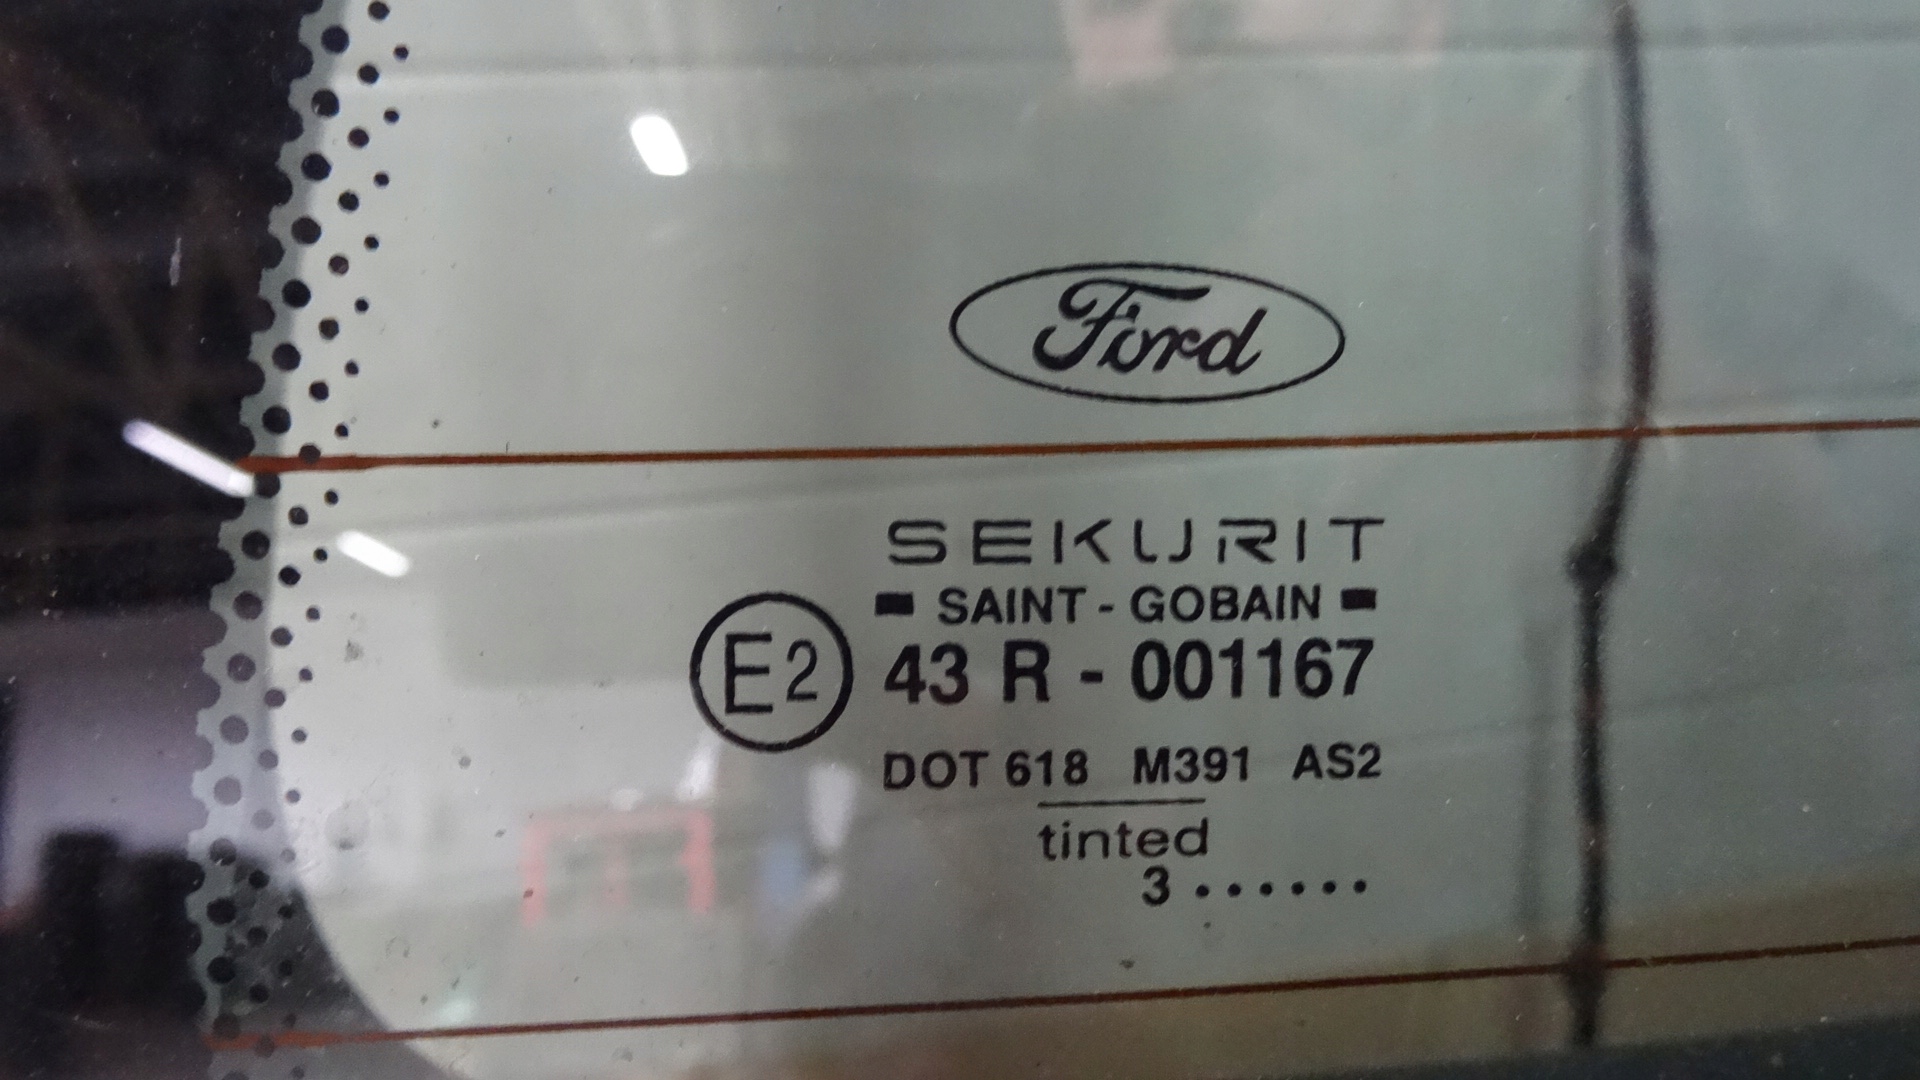 Ford
SEKURIT
SAINT - GOBAIN
E2 43 R - 001167
DOT 618 M391 AS2
tinted
3 . . . . . .